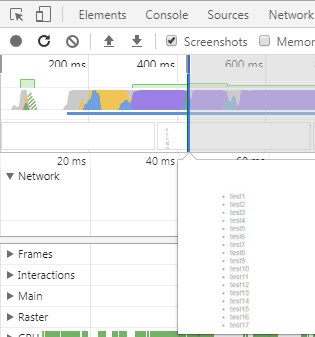 Elements Console Sources Network
Screenshots Memor
200 ms 400 ms 600 ms
20 ms 40 ms 60 ms
Network
test1
test2
test3
test4
test5
test6
test7
test8
test9
test10
test11
test12
test13
test14
test15
test16
test17
Frames
Interactions
Main
Raster
GPU